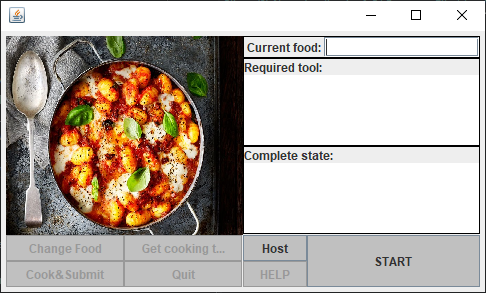 Current food:
Required tool:
Complete state:
Change Food
Get cooking t...
Host
START
Cook&Submit
Quit
HELP